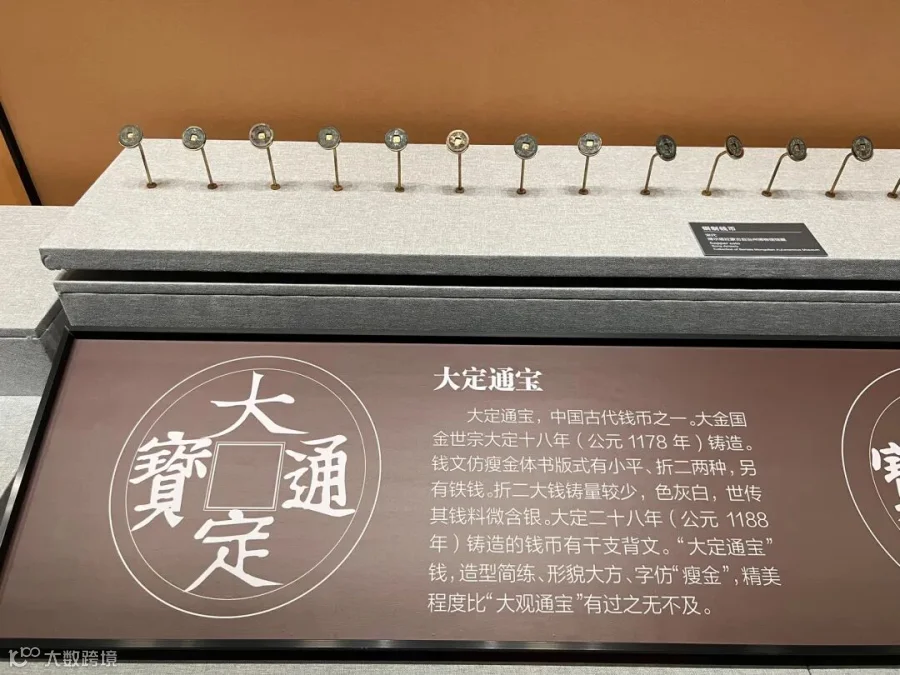 铜制钱币
大定通宝
大定通寳
寳
大定通宝，中国古代钱币之一。大金国
金世宗大定十八年（公元 1178 年）铸造。
钱文仿瘦金体书版式有小平、折二两种，另
有铁钱。折二大钱铸量较少，色灰白，世传
其钱料微含银。大定二十八年（公元 1188
年）铸造的钱币有干支背文。“大定通宝”
钱，造型简练、形貌大方、字仿“瘦金”，精美
程度比“大观通宝”有过之无不及。
大数跨境